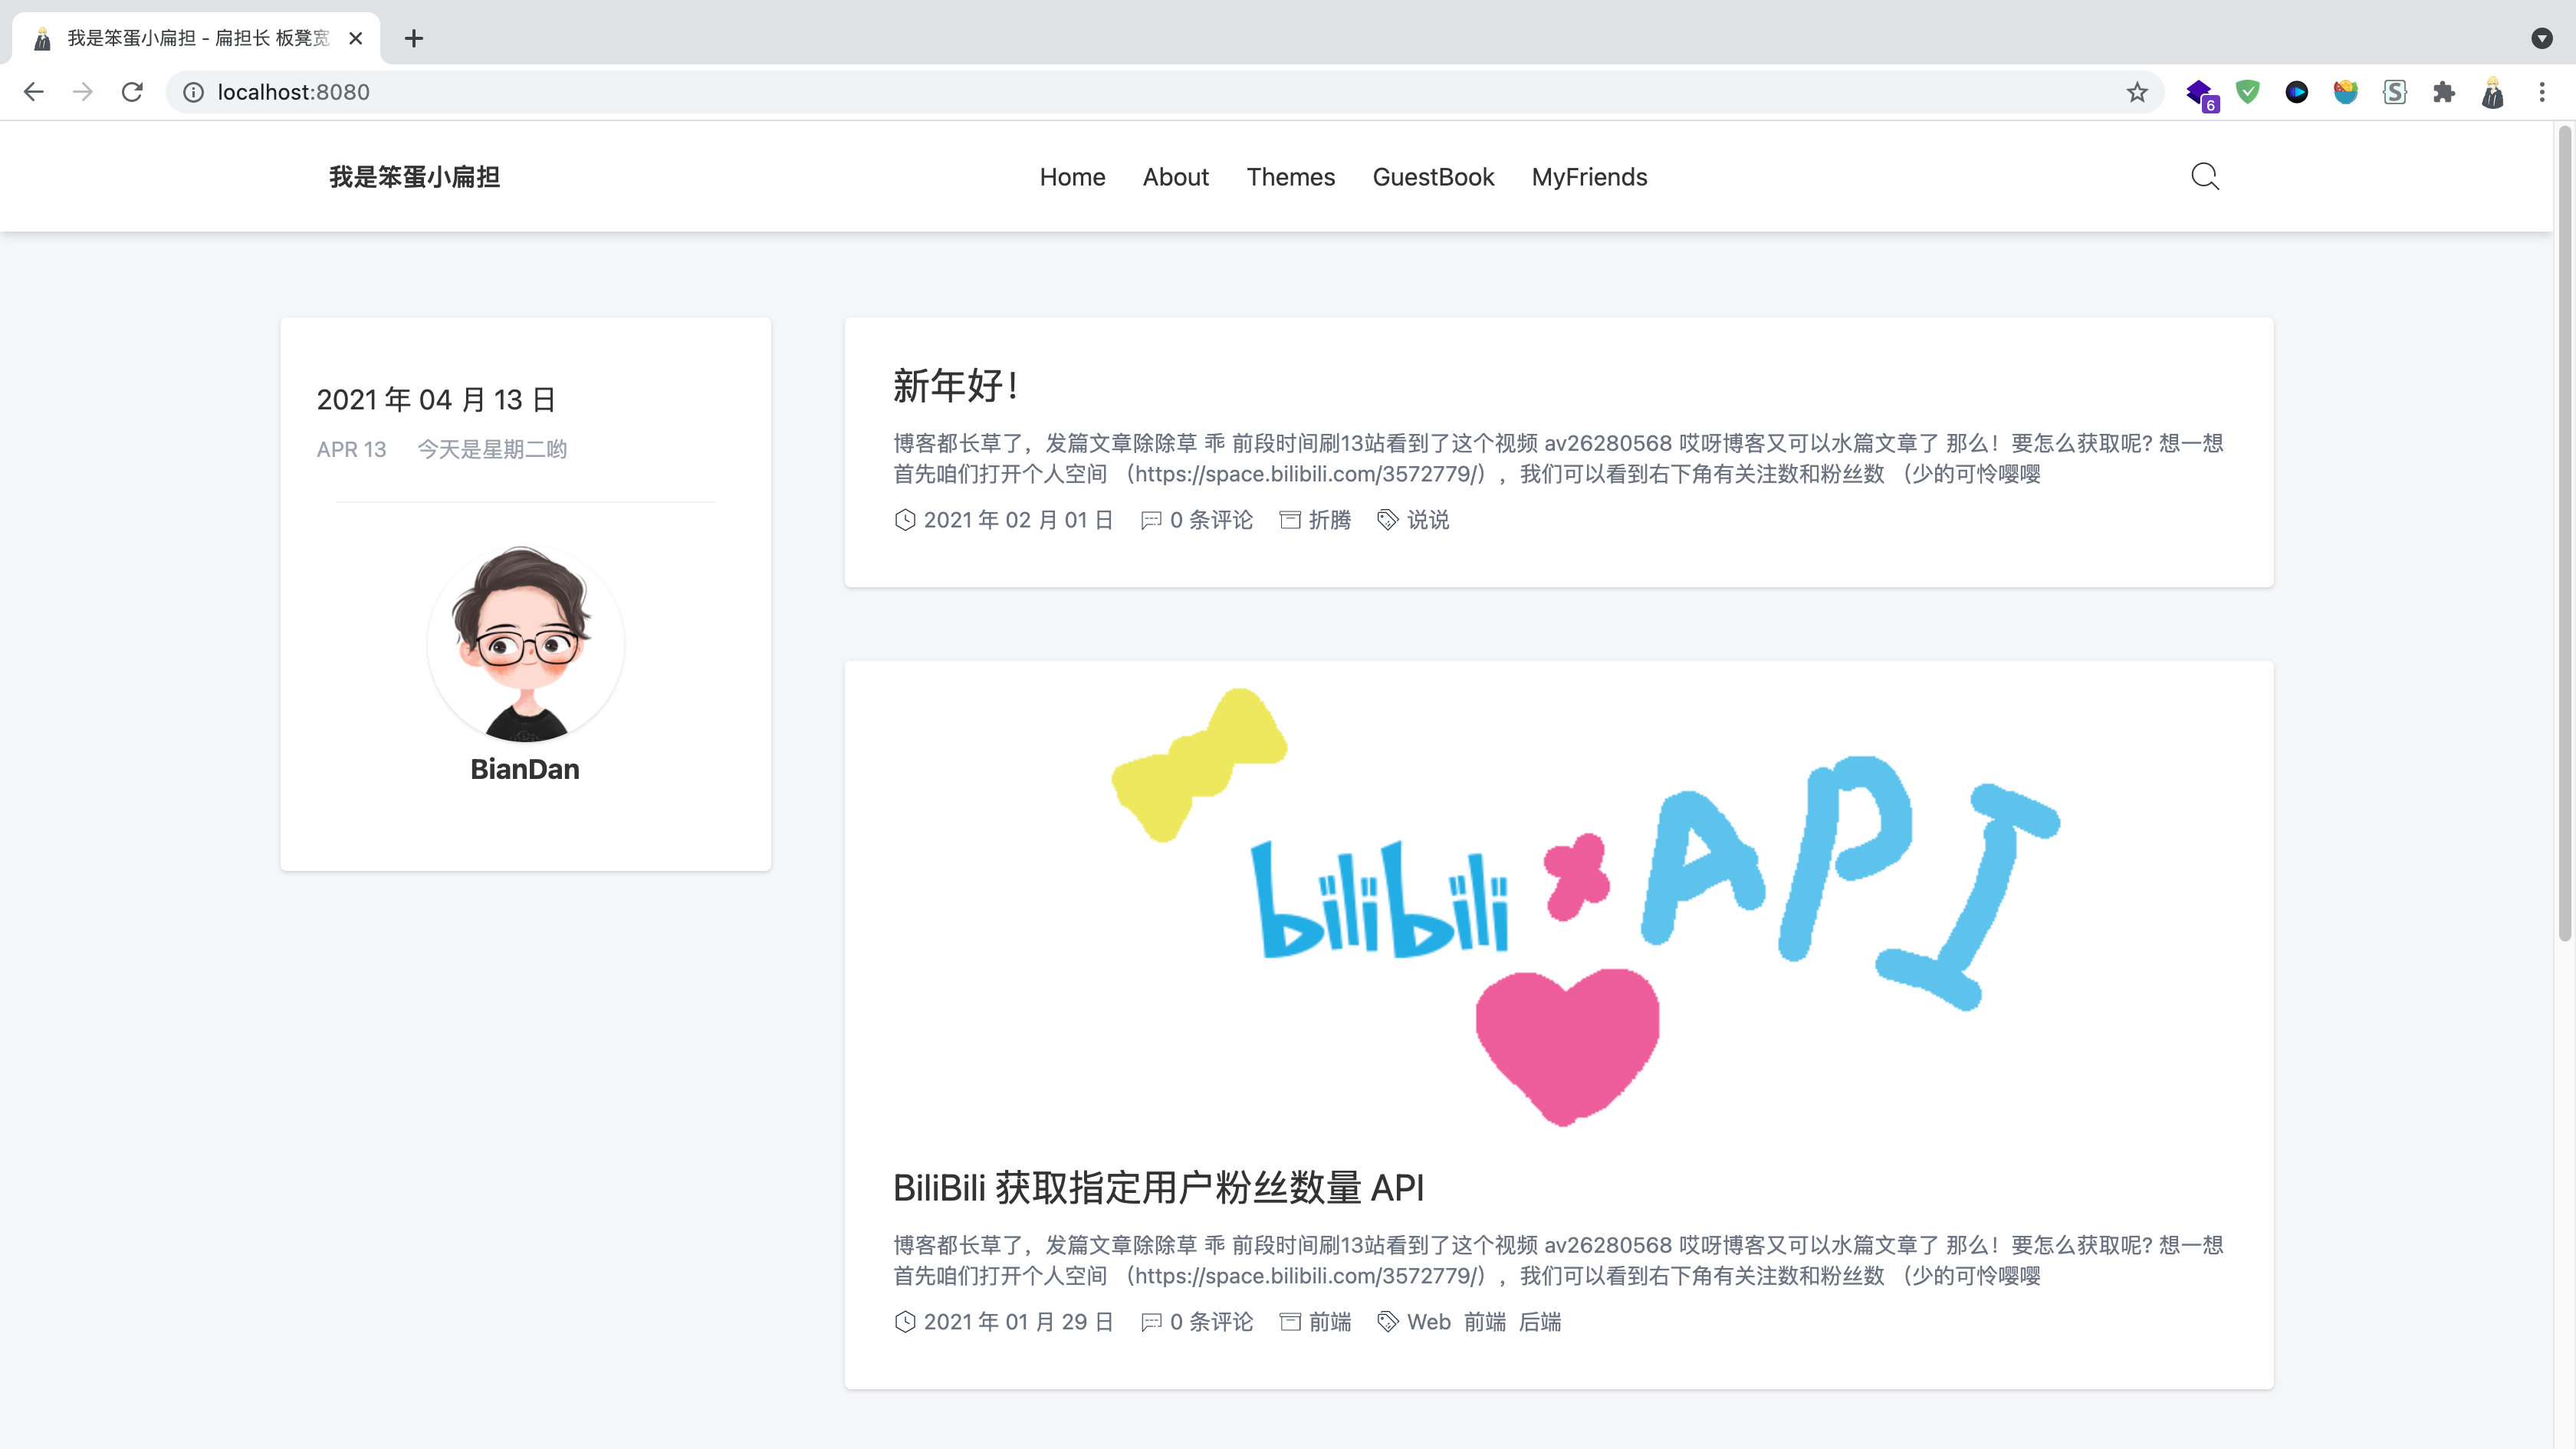 我是笨蛋小扁担 - 扁担长 板凳宽
localhost:8080
6
我是笨蛋小扁担
Home About Themes GuestBook MyFriends
2021 年 04 月 13 日
APR 13 今天是星期二哟
BianDan
新年好！
博客都长草了，发篇文章除除草 乖 前段时间刷13站看到了这个视频 av26280568 哎呀博客又可以水篇文章了 那么！要怎么获取呢? 想一想
首先咱们打开个人空间 （https://space.bilibili.com/3572779/），我们可以看到右下角有关注数和粉丝数 （少的可怜嘤嘤
2021 年 02 月 01 日 0 条评论 折腾 说说
bilibili × API
BiliBili 获取指定用户粉丝数量 API
博客都长草了，发篇文章除除草 乖 前段时间刷13站看到了这个视频 av26280568 哎呀博客又可以水篇文章了 那么！要怎么获取呢? 想一想
首先咱们打开个人空间 （https://space.bilibili.com/3572779/），我们可以看到右下角有关注数和粉丝数 （少的可怜嘤嘤
2021 年 01 月 29 日 0 条评论 前端 Web 前端 后端